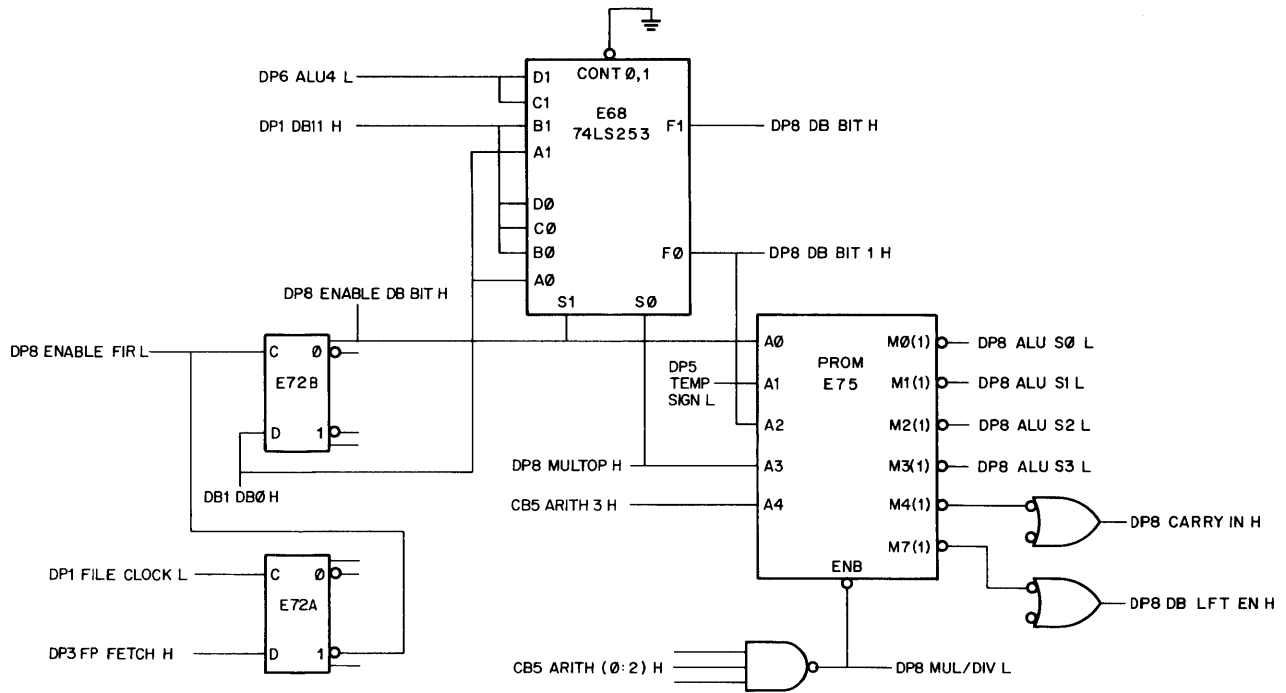 CONT Ø,1
DP6 ALU4 L
D1
C1
E68
74LS253
DP1 DB11 H
B1
F1
DP8 DB BIT H
A1
DØ
CØ
BØ
FØ
DP8 DB BIT 1 H
AØ
S1
SØ
DP8 ENABLE DB BIT H
DP8 ENABLE FIR L
C
Ø
E72B
D
1
DB1 DBØ H
AØ
PROM
E75
MØ(1)
DP8 ALU SØ L
DP5
TEMP
SIGN L
A1
M1(1)
DP8 ALU S1 L
A2
M2(1)
DP8 ALU S2 L
DP8 MULTOP H
A3
M3(1)
DP8 ALU S3 L
CB5 ARITH 3 H
A4
M4(1)
DP8 CARRY IN H
M7(1)
ENB
DP8 DB LFT EN H
DP1 FILE CLOCK L
C
Ø
E72A
DP3 FP FETCH H
D
1
CB5 ARITH (Ø:2) H
DP8 MUL/DIV L